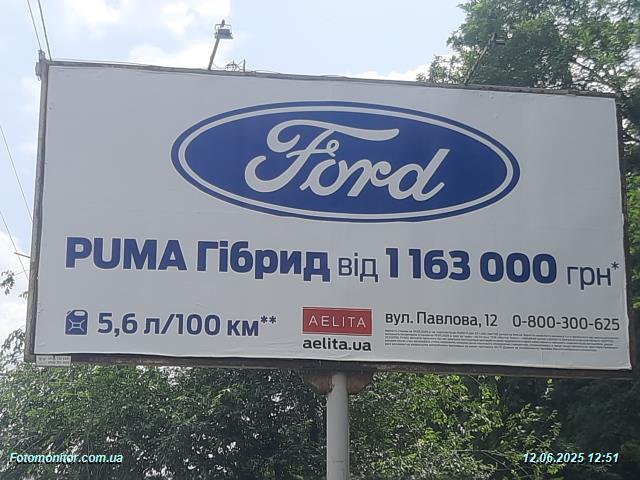 Ford
PUMA Гібрид від 1 163 000 грн*
5,6 л/100 км**
AELITA
aelita.ua
вул. Павлова, 12 0-800-300-625
Fotomonitor.com.ua
12.06.2025 12:51